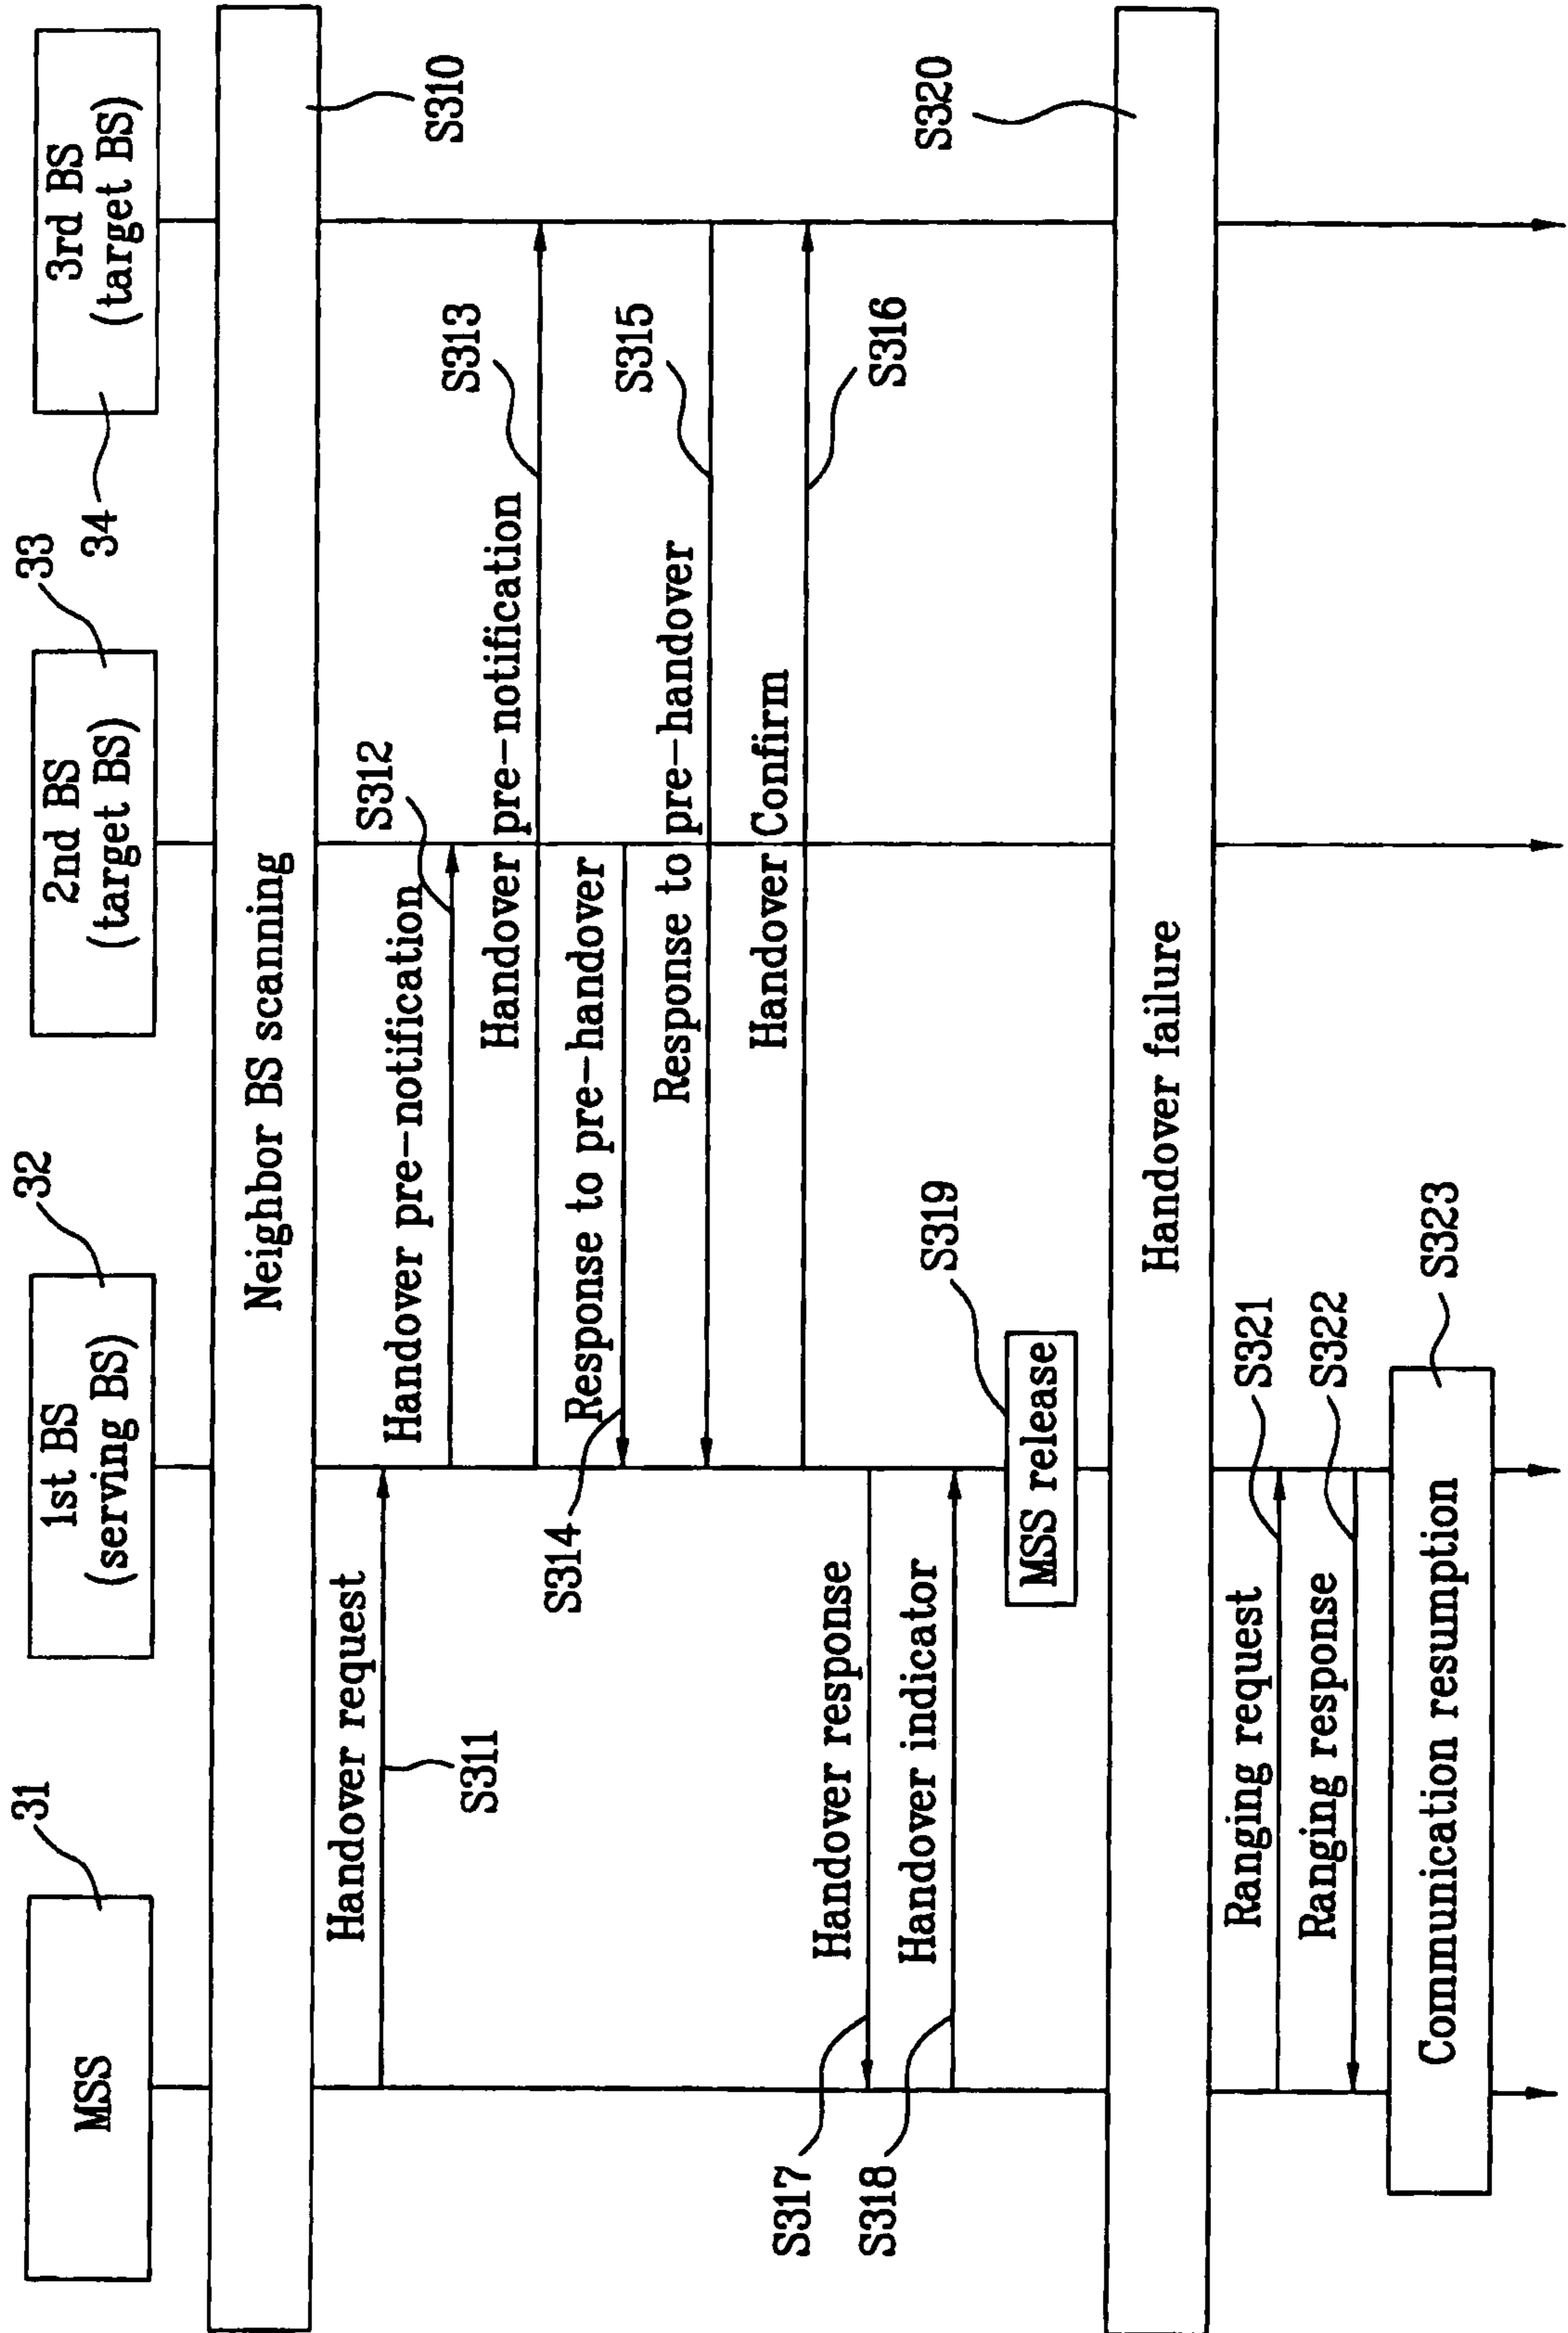 31
MSS
32
1st BS
(serving BS)
33
2nd BS
(target BS)
34
3rd BS
(target BS)
Neighbor BS scanning
S310
Handover request
S311
Handover pre-notification
S312
Handover pre-notification
S313
Response to pre-handover
S314
Response to pre-handover
S315
Handover Confirm
S316
Handover response
S317
Handover indicator
S318
MSS release
S319
Handover failure
S320
Ranging request
S321
Ranging response
S322
Communication resumption
S323